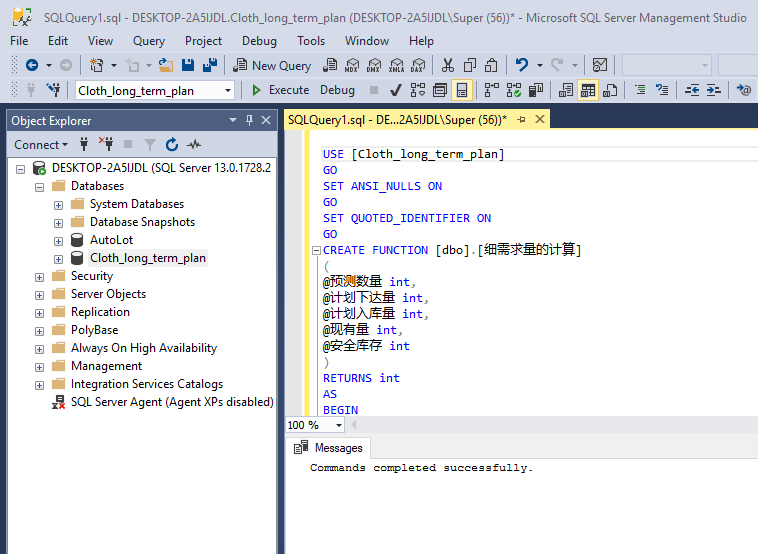 SQLQuery1.sql - DESKTOP-2A5IJDL.Cloth_long_term_plan (DESKTOP-2A5IJDL\Super (56))* - Microsoft SQL Server Management Studio
File Edit View Query Project Debug Tools Window Help
New Query MDX DMX XMLA DAX
Cloth_long_term_plan Execute Debug
Object Explorer
Connect
DESKTOP-2A5IJDL (SQL Server 13.0.1728.2
Databases
System Databases
Database Snapshots
AutoLot
Cloth_long_term_plan
Security
Server Objects
Replication
PolyBase
Always On High Availability
Management
Integration Services Catalogs
SQL Server Agent (Agent XPs disabled)
SQLQuery1.sql - DE...2A5IJDL\Super (56))*
USE [Cloth_long_term_plan]
GO
SET ANSI_NULLS ON
GO
SET QUOTED_IDENTIFIER ON
GO
CREATE FUNCTION [dbo].[细需求量的计算]
(
@预测数量 int,
@计划下达量 int,
@计划入库量 int,
@现有量 int,
@安全库存 int
)
RETURNS int
AS
BEGIN
100 %
Messages
Commands completed successfully.